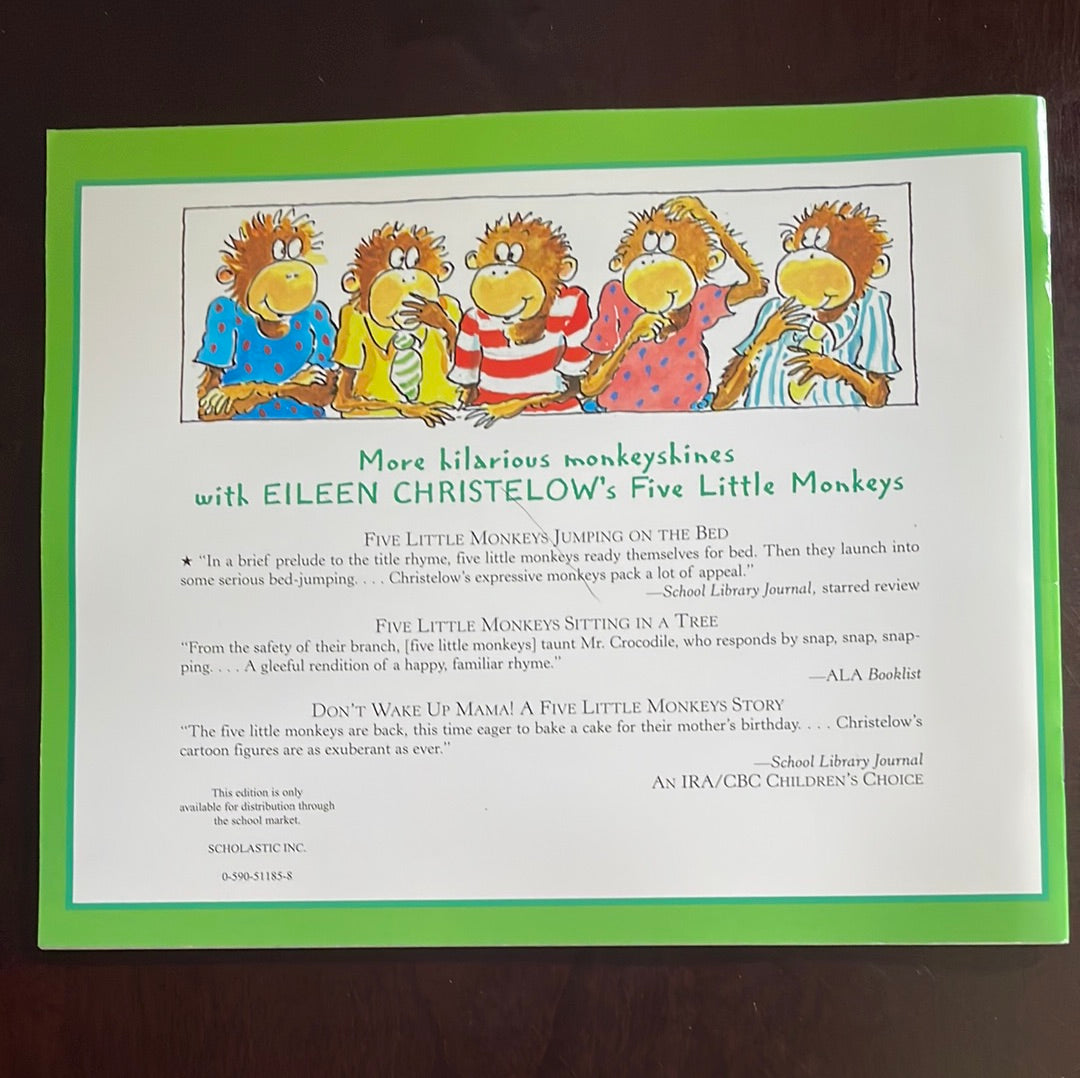 More hilarious monkeyshines
with EILEEN CHRISTELOW's Five Little Monkeys
FIVE LITTLE MONKEYS JUMPING ON THE BED
★ “In a brief prelude to the title rhyme, five little monkeys ready themselves for bed. Then they launch into
some serious bed-jumping. . . . Christelow’s expressive monkeys pack a lot of appeal.”
—School Library Journal, starred review
FIVE LITTLE MONKEYS SITTING IN A TREE
“From the safety of their branch, [five little monkeys] taunt Mr. Crocodile, who responds by snap, snap, snap-
ping. . . . A gleeful rendition of a happy, familiar rhyme.”
—ALA Booklist
DON’T WAKE UP MAMA! A FIVE LITTLE MONKEYS STORY
“The five little monkeys are back, this time eager to bake a cake for their mother’s birthday. . . . Christelow’s
cartoon figures are as exuberant as ever.”
—School Library Journal
AN IRA/CBC CHILDREN’S CHOICE
This edition is only
available for distribution through
the school market.
SCHOLASTIC INC.
0-590-51185-8